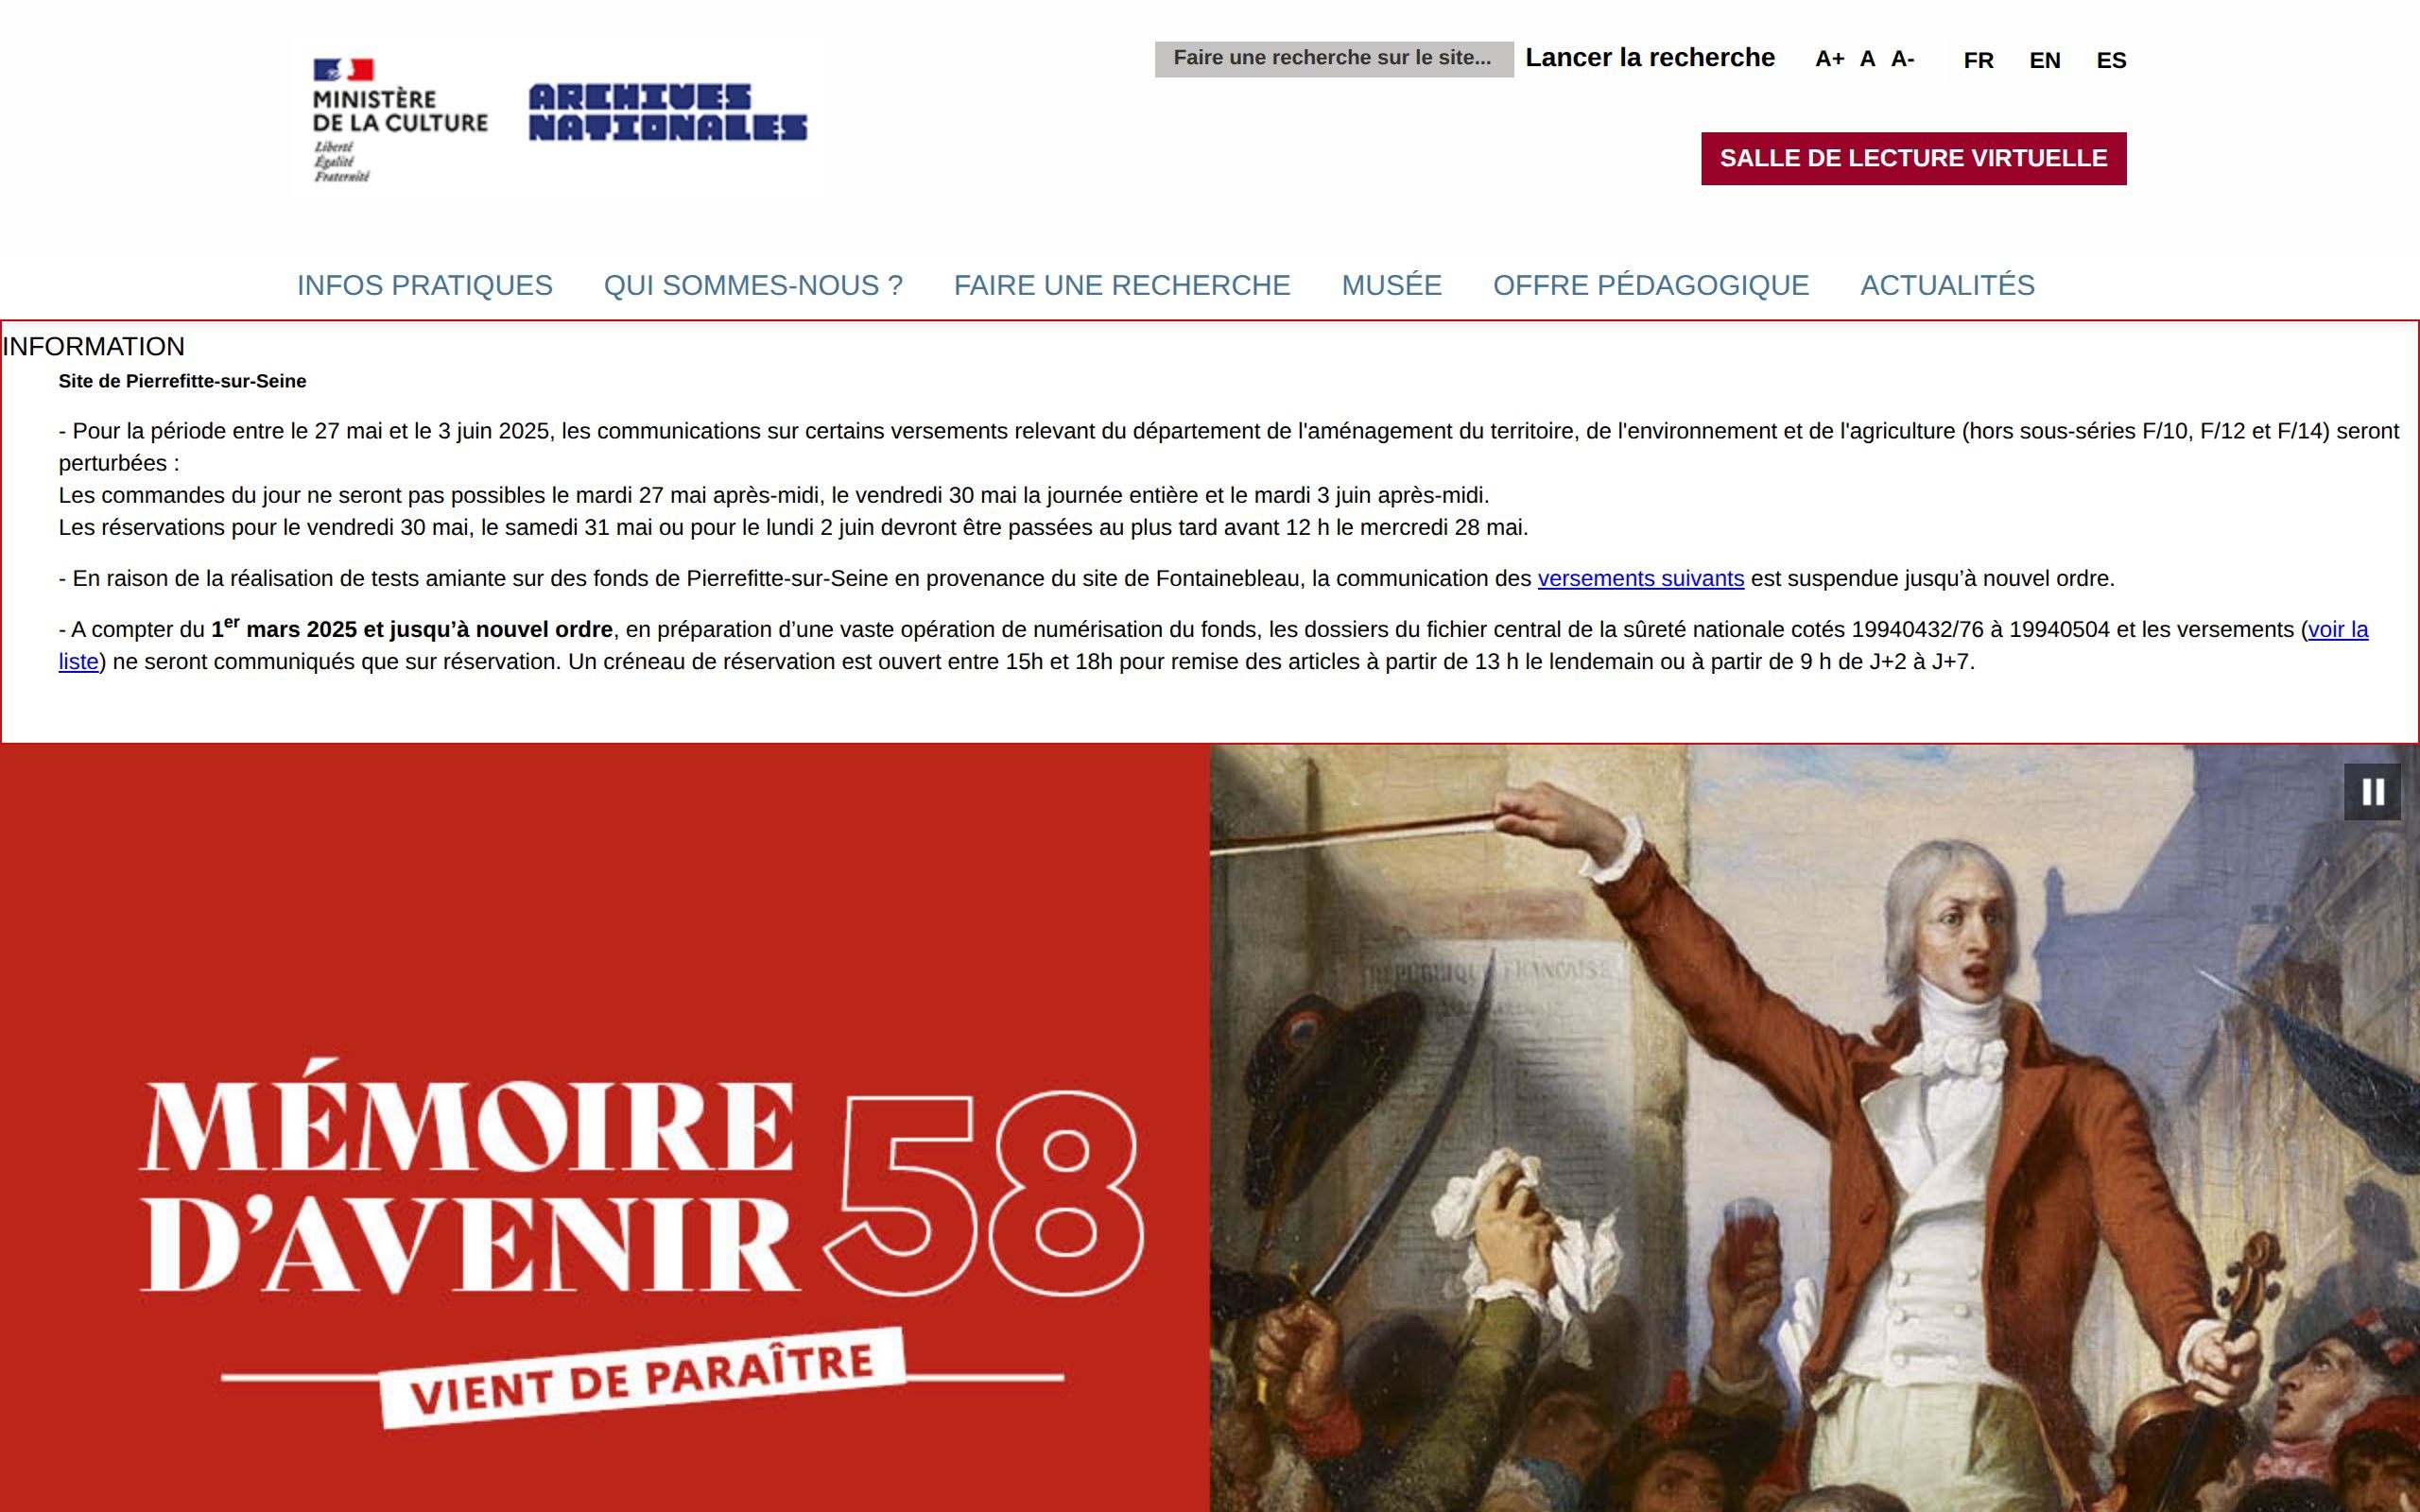 MINISTÈRE
DE LA CULTURE
Liberté
Égalité
Fraternité
ARCHIVES
NATIONALES
Faire une recherche sur le site... Lancer la recherche A+ A A- FR EN ES
SALLE DE LECTURE VIRTUELLE
INFOS PRATIQUES QUI SOMMES-NOUS ? FAIRE UNE RECHERCHE MUSÉE OFFRE PÉDAGOGIQUE ACTUALITÉS
INFORMATION
Site de Pierrefitte-sur-Seine
- Pour la période entre le 27 mai et le 3 juin 2025, les communications sur certains versements relevant du département de l'aménagement du territoire, de l'environnement et de l'agriculture (hors sous-séries F/10, F/12 et F/14) seront
perturbées :
Les commandes du jour ne seront pas possibles le mardi 27 mai après-midi, le vendredi 30 mai la journée entière et le mardi 3 juin après-midi.
Les réservations pour le vendredi 30 mai, le samedi 31 mai ou pour le lundi 2 juin devront être passées au plus tard avant 12 h le mercredi 28 mai.
- En raison de la réalisation de tests amiante sur des fonds de Pierrefitte-sur-Seine en provenance du site de Fontainebleau, la communication des versements suivants est suspendue jusqu’à nouvel ordre.
- A compter du 1er mars 2025 et jusqu’à nouvel ordre, en préparation d’une vaste opération de numérisation du fonds, les dossiers du fichier central de la sûreté nationale cotés 19940432/76 à 19940504 et les versements (voir la
liste) ne seront communiqués que sur réservation. Un créneau de réservation est ouvert entre 15h et 18h pour remise des articles à partir de 13 h le lendemain ou à partir de 9 h de J+2 à J+7.
MÉMOIRE
D’AVENIR 58
VIENT DE PARAÎTRE
REPUBLIQUE FRANCAISE